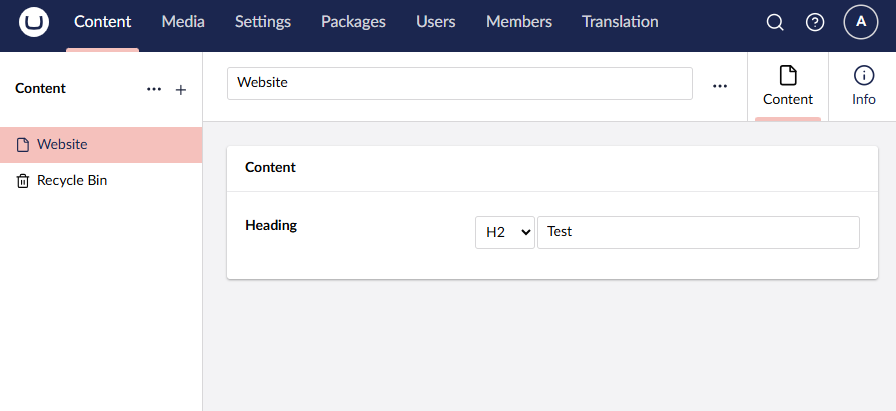 Content Media Settings Packages Users Members Translation A
Content
Website
Recycle Bin
Website
Content
Info
Content
Heading
H2 Test